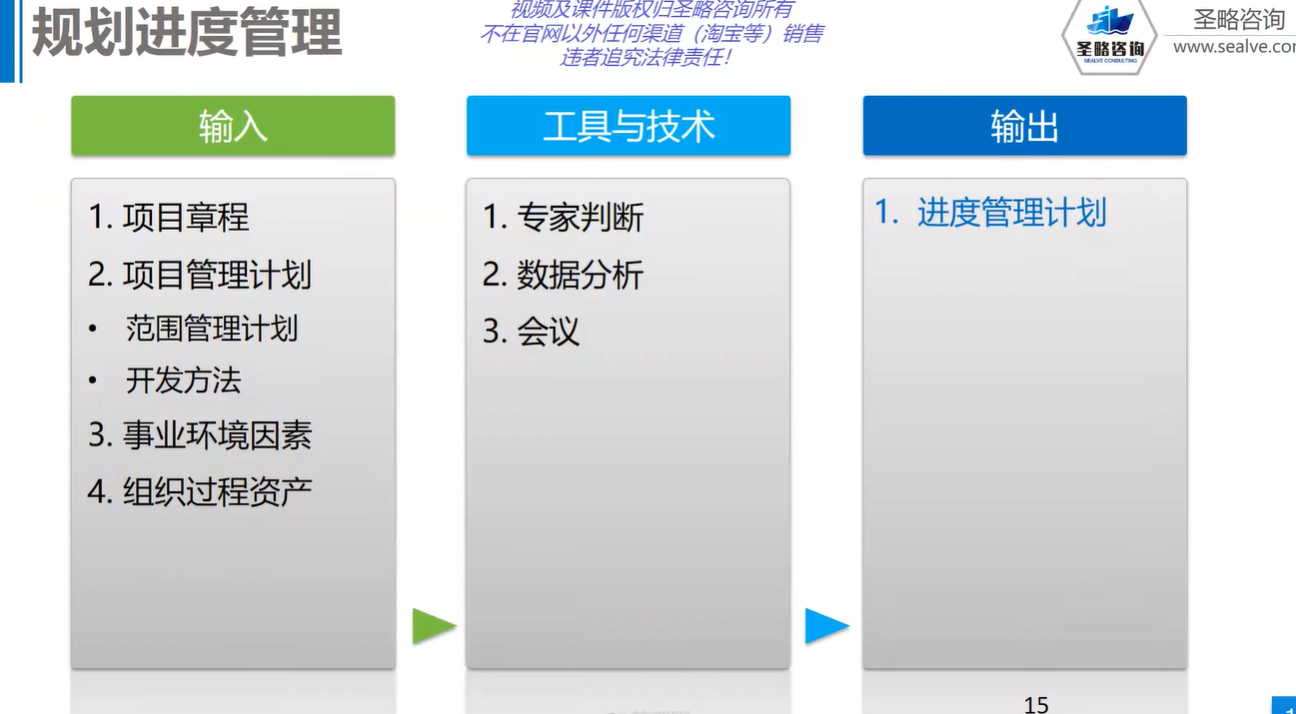 规划进度管理
视频及课件版权归圣略咨询所有
不在官网以外任何渠道（淘宝等）销售
违者追究法律责任！
圣略咨询
SEALVE CONSULTING
圣略咨询
www.sealve.com
输入
1. 项目章程
2. 项目管理计划
• 范围管理计划
• 开发方法
3. 事业环境因素
4. 组织过程资产
工具与技术
1. 专家判断
2. 数据分析
3. 会议
输出
1. 进度管理计划
15